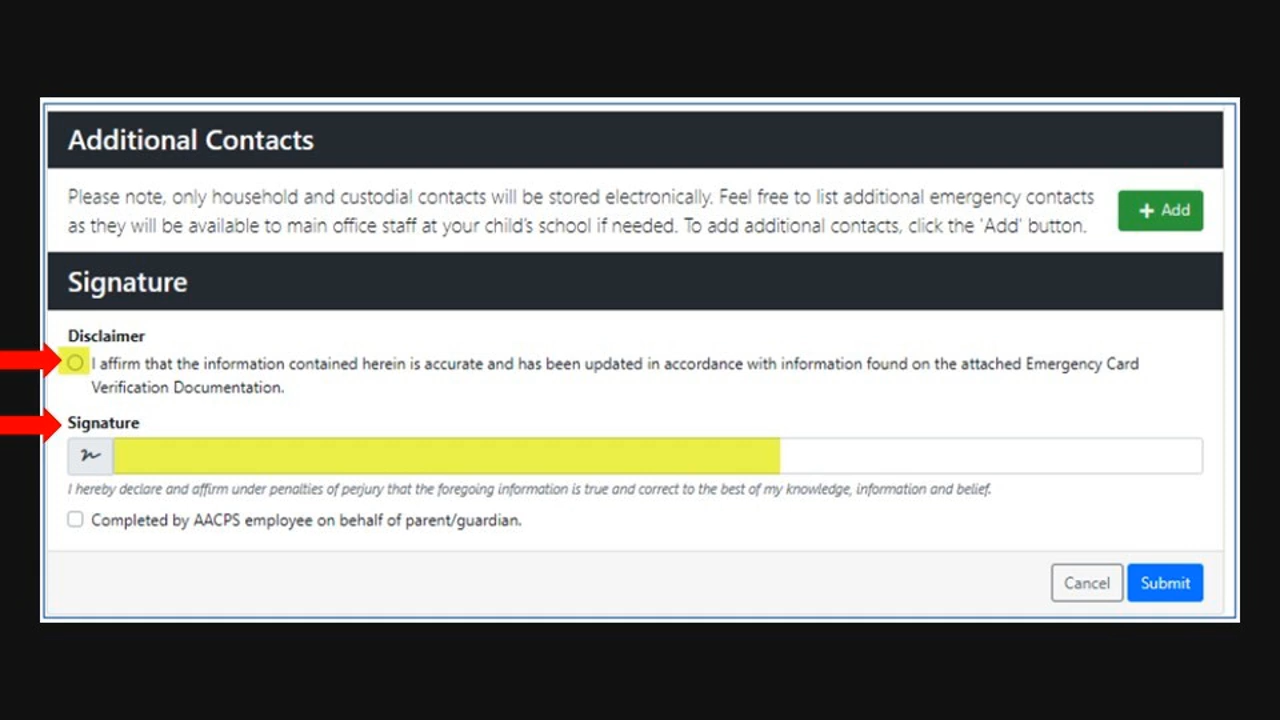 Additional Contacts
Please note, only household and custodial contacts will be stored electronically. Feel free to list additional emergency contacts
as they will be available to main office staff at your child's school if needed. To add additional contacts, click the 'Add' button.
+ Add
Signature
Disclaimer
I affirm that the information contained herein is accurate and has been updated in accordance with information found on the attached Emergency Card
Verification Documentation.
Signature
I hereby declare and affirm under penalties of perjury that the foregoing information is true and correct to the best of my knowledge, information and belief.
Completed by AACPS employee on behalf of parent/guardian.
Cancel
Submit